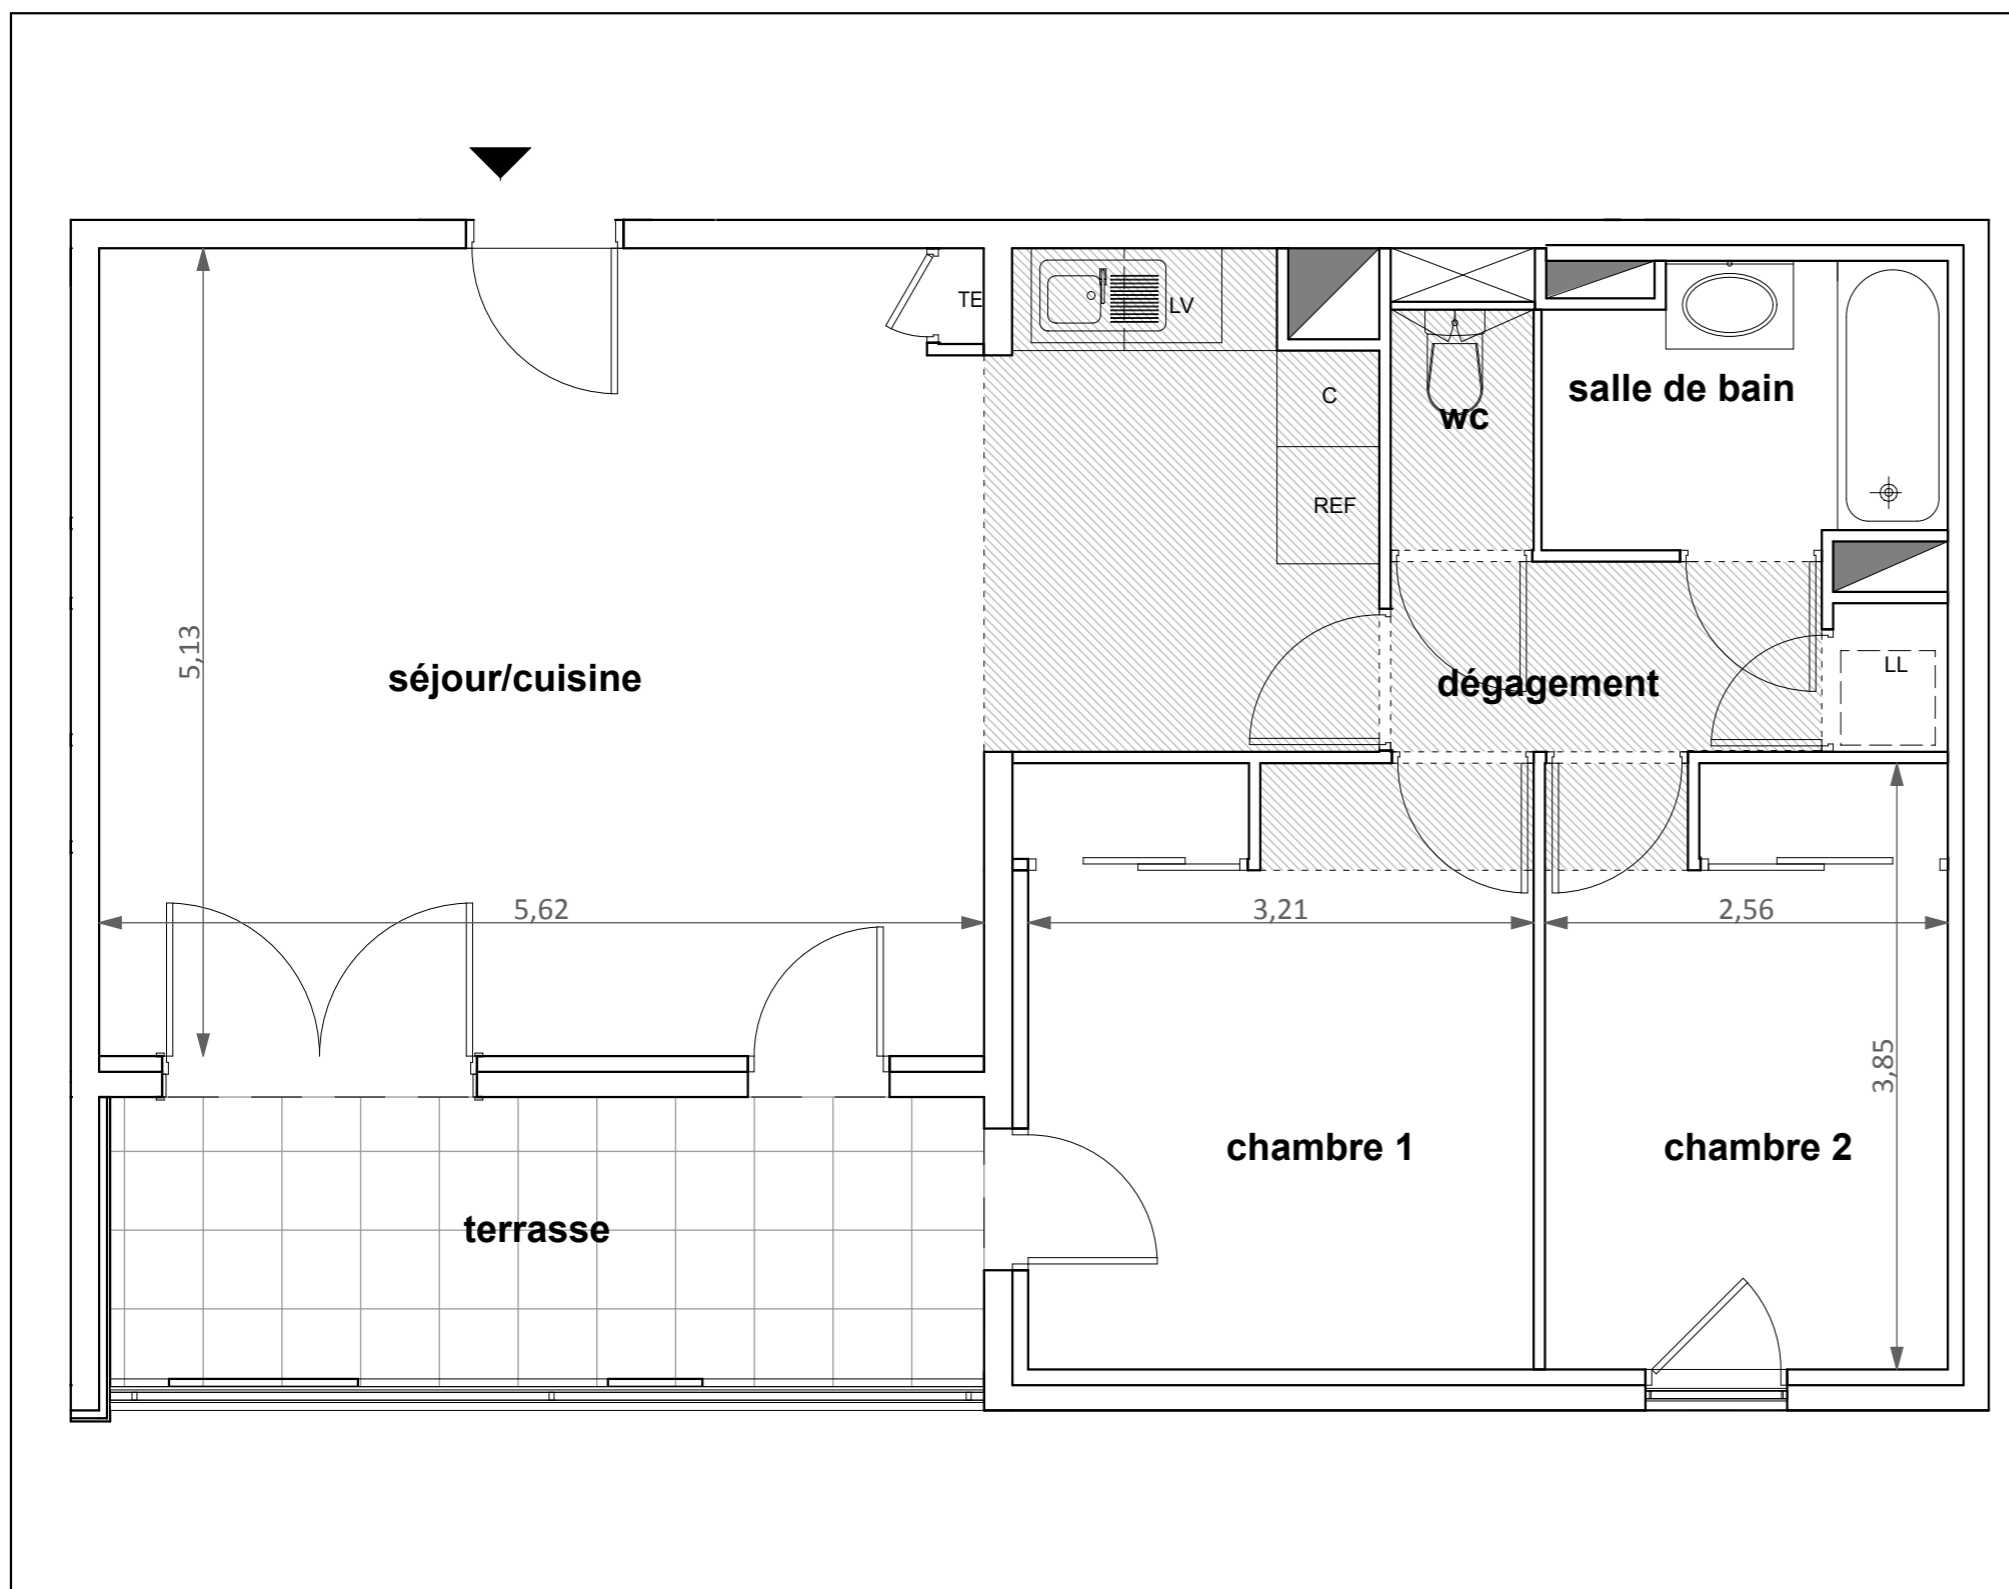 TE
LV
C
REF
wc
salle de bain
séjour/cuisine
5,13
dégagement
LL
5,62
3,21
2,56
3,85
chambre 1
chambre 2
terrasse